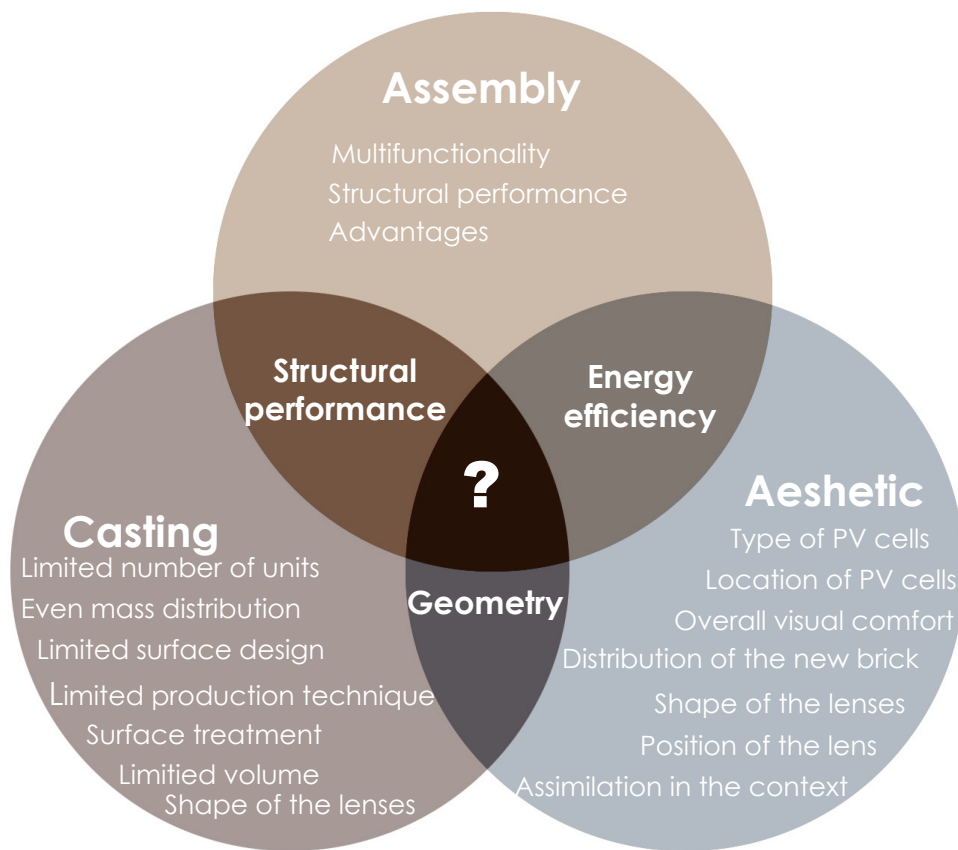 Assembly
Multifunctionality
Structural performance
Advantages
Structural
performance
Energy
efficiency
?
Geometry
Casting
Limited number of units
Even mass distribution
Limited surface design
Limited production technique
Surface treatment
Limitied volume
Shape of the lenses
Aeshetic
Type of PV cells
Location of PV cells
Overall visual comfort
Distribution of the new brick
Shape of the lenses
Position of the lens
Assimilation in the context